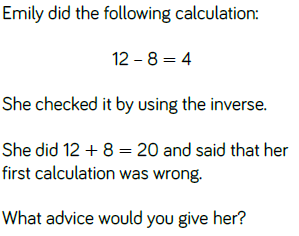 Emily did the following calculation:
12 – 8 = 4
She checked it by using the inverse.
She did 12 + 8 = 20 and said that her
first calculation was wrong.
What advice would you give her?